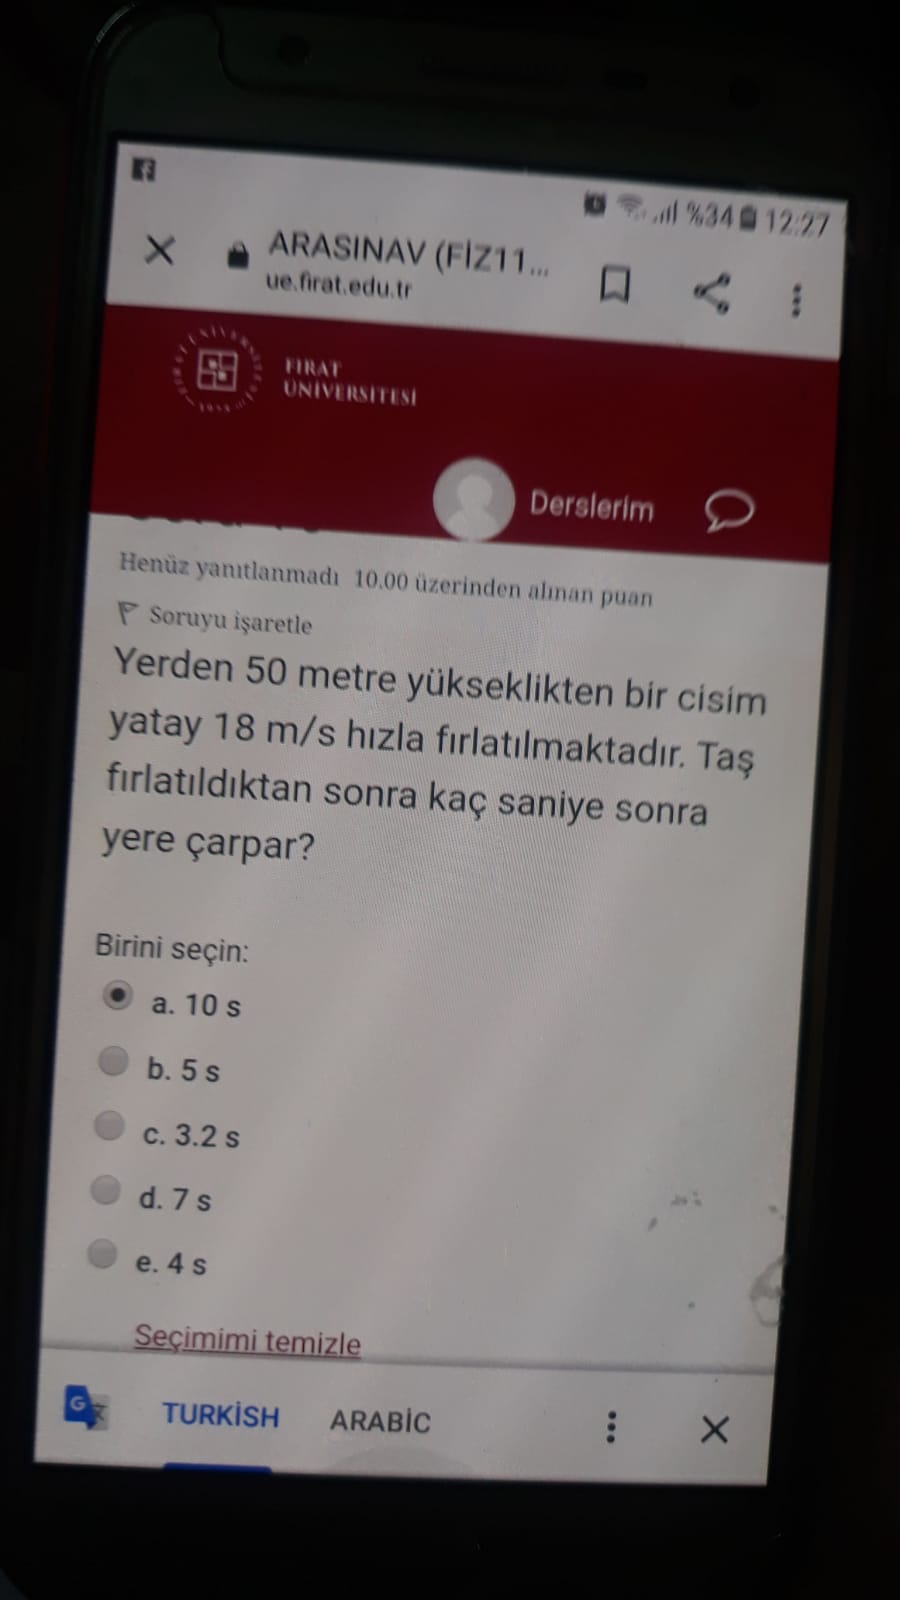 %34 12:27
ARASINAV (FİZ11...
ue.firat.edu.tr
FIRAT
ÜNİVERSİTESİ
Derslerim
Henüz yanıtlanmadı 10.00 üzerinden alınan puan
Soruyu işaretle
Yerden 50 metre yükseklikten bir cisim
yatay 18 m/s hızla fırlatılmaktadır. Taş
fırlatıldıktan sonra kaç saniye sonra
yere çarpar?
Birini seçin:
a. 10 s
b. 5 s
c. 3.2 s
d. 7 s
e. 4 s
Seçimimi temizle
TURKİSH ARABİC